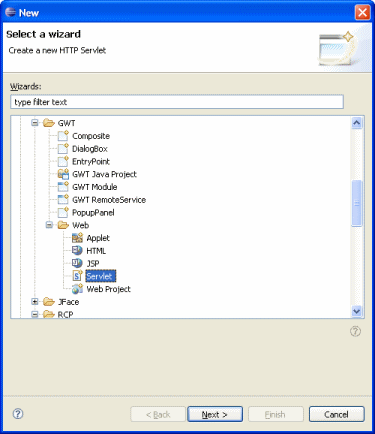 New
Select a wizard
Create a new HTTP Servlet
Wizards:
type filter text
GWT
Composite
DialogBox
EntryPoint
GWT Java Project
GWT Module
GWT RemoteService
PopupPanel
Web
Applet
HTML
JSP
Servlet
Web Project
JFace
RCP
? < Back Next > Finish Cancel